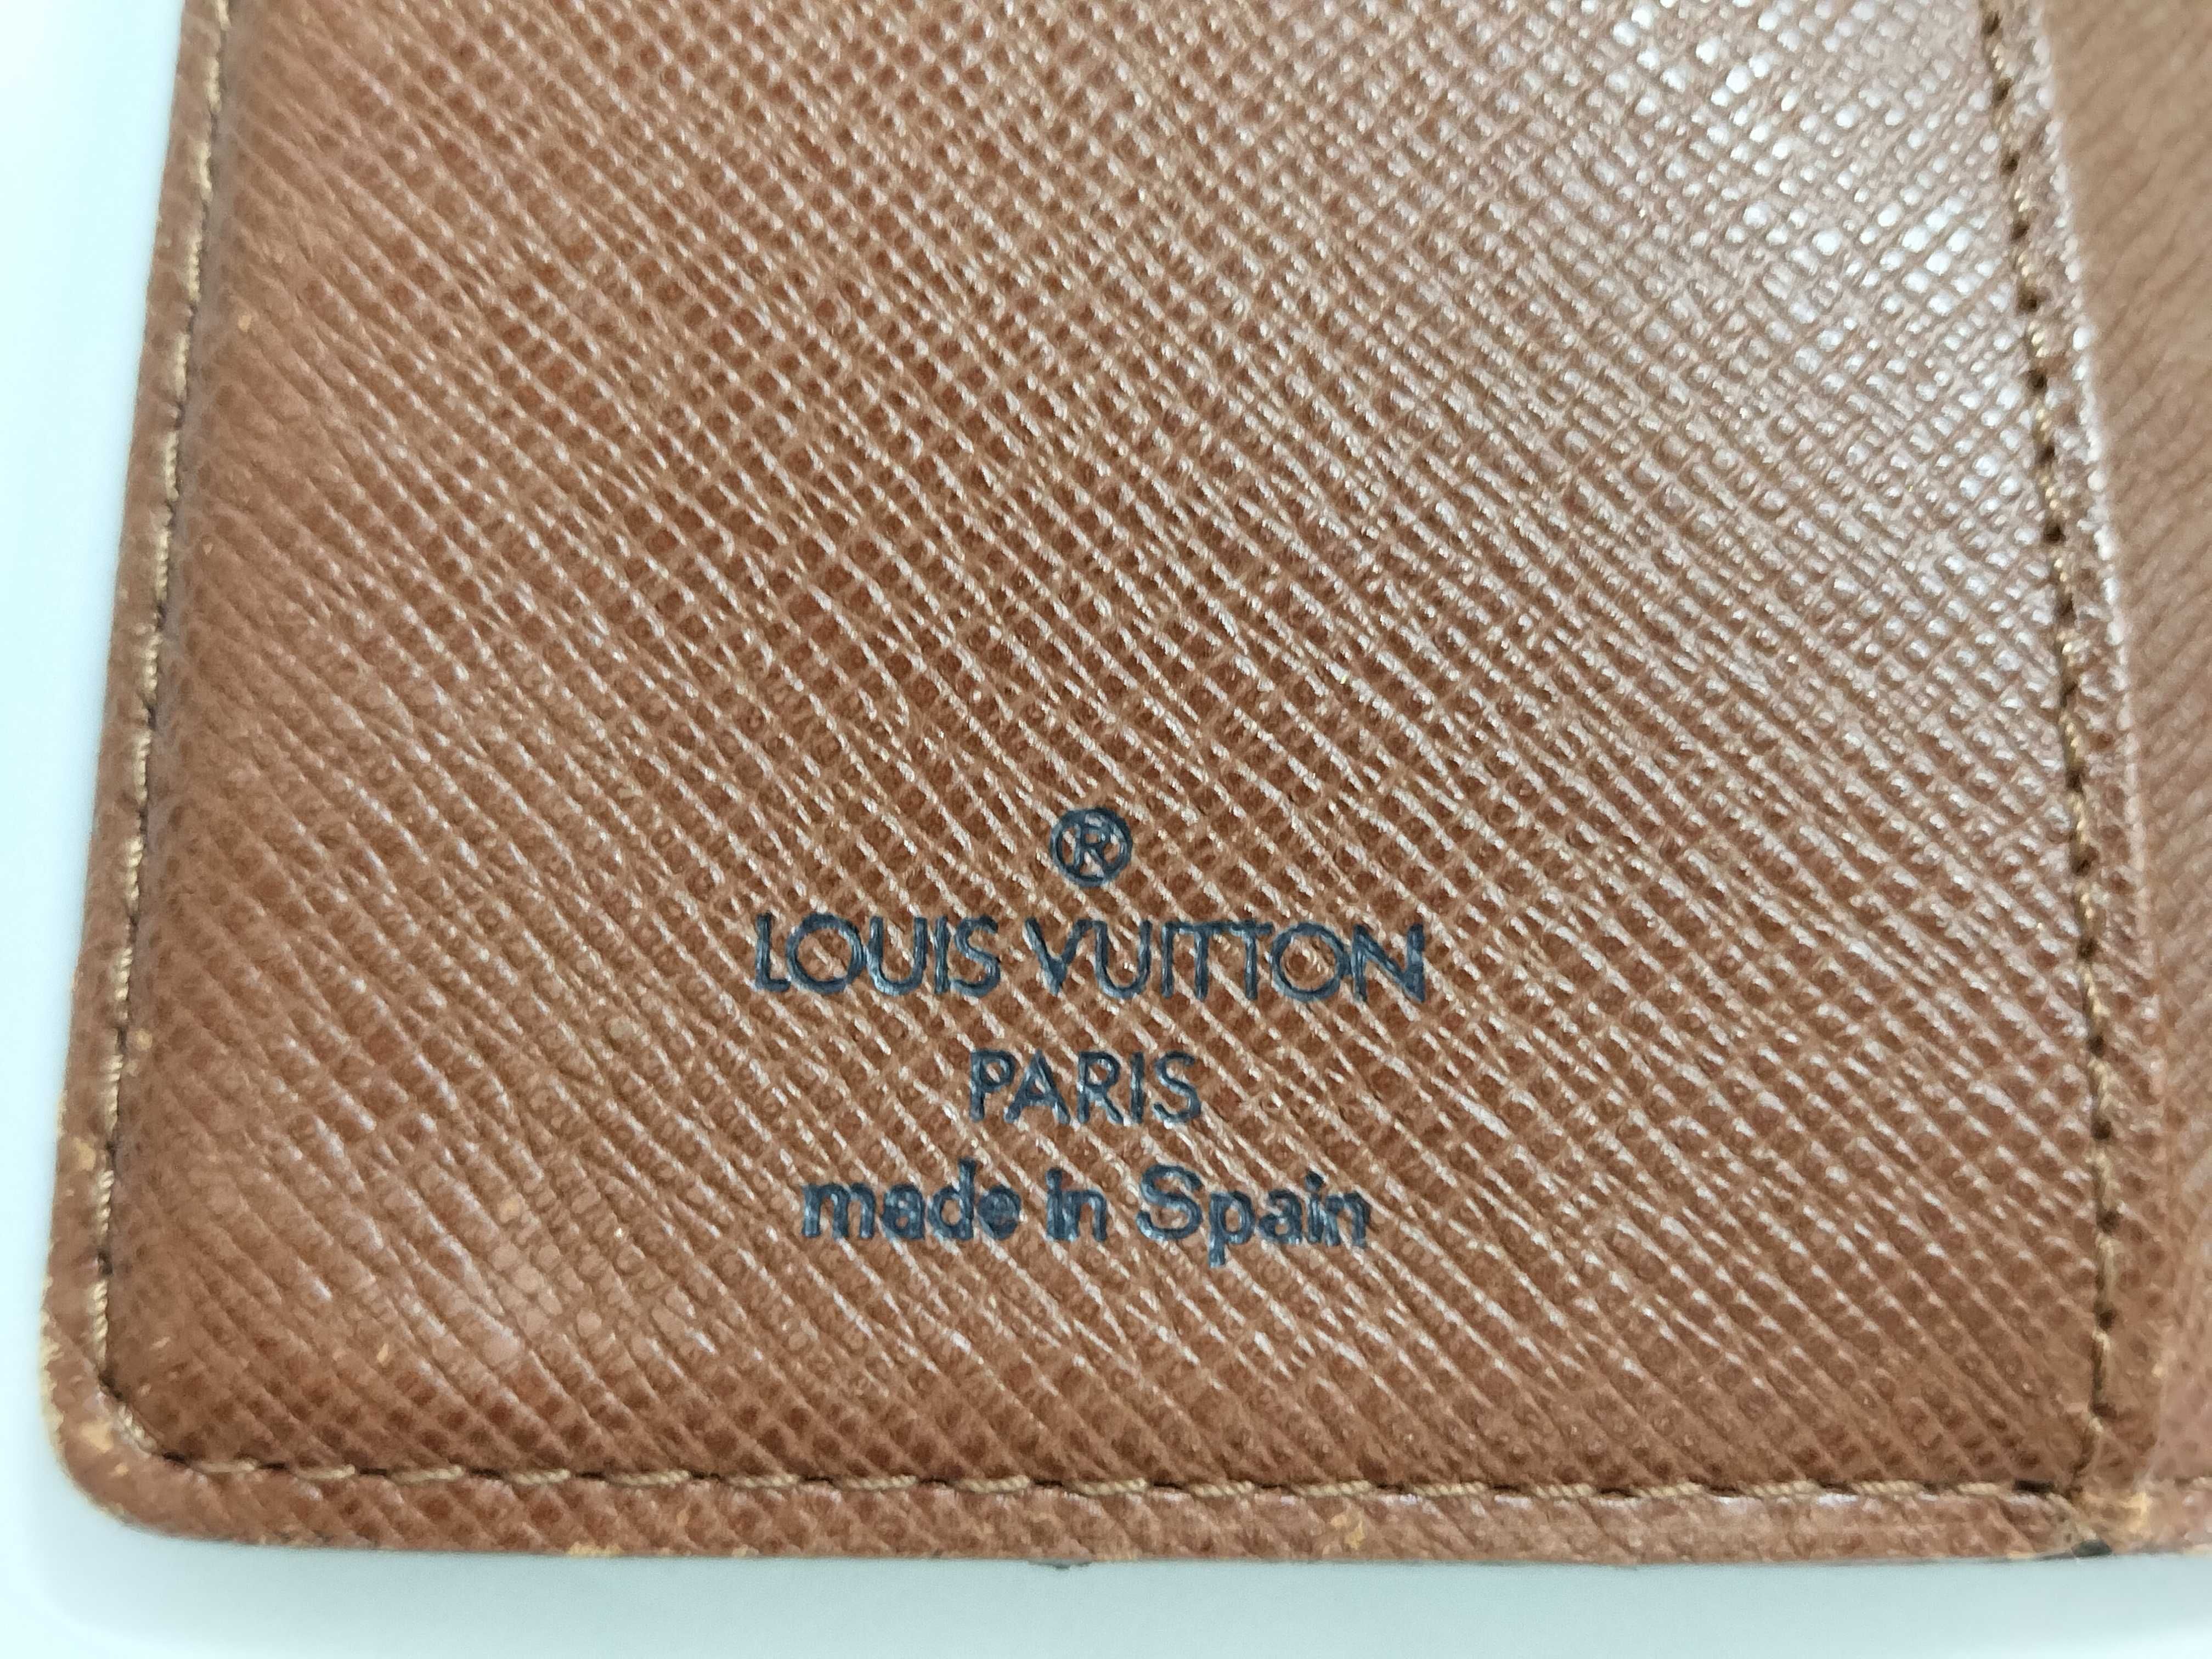 ®
LOUIS VUITTON
PARIS
made in Spain